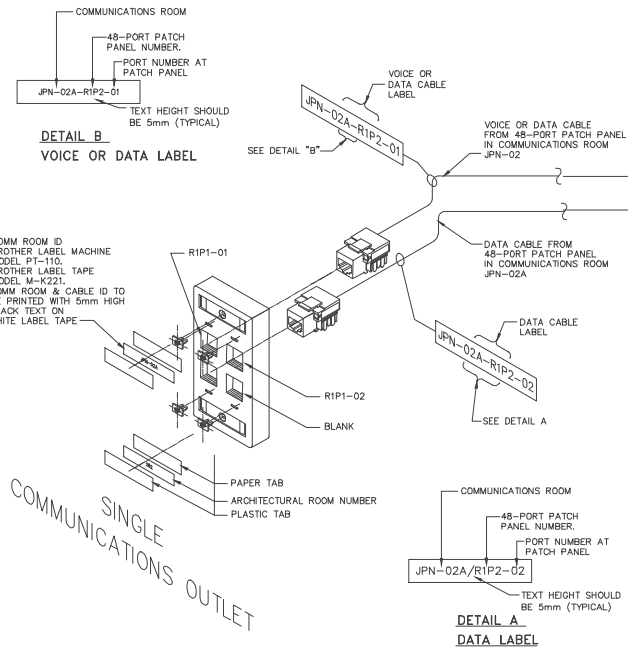 COMMUNICATIONS ROOM
48-PORT PATCH
PANEL NUMBER.
PORT NUMBER AT
PATCH PANEL
JPN-02A-R1P2-01
TEXT HEIGHT SHOULD
BE 5mm (TYPICAL)
DETAIL B
VOICE OR DATA LABEL
VOICE OR
DATA CABLE
LABEL
JPN-02A-R1P2-01
SEE DETAIL "B"
VOICE OR DATA CABLE
FROM 48-PORT PATCH PANEL
IN COMMUNICATIONS ROOM
JPN-02
DATA CABLE FROM
48-PORT PATCH PANEL
IN COMMUNICATIONS ROOM
JPN-02A
DATA CABLE
LABEL
JPN-02A-R1P2-02
SEE DETAIL A
OMM ROOM ID
ROTHER LABEL MACHINE
ODEL PT-110.
ROTHER LABEL TAPE
ODEL M-K221.
OMM ROOM & CABLE ID TO
E PRINTED WITH 5mm HIGH
ACK TEXT ON
HITE LABEL TAPE
R1P1-01
R1P1-02
BLANK
PAPER TAB
ARCHITECTURAL ROOM NUMBER
PLASTIC TAB
SINGLE
COMMUNICATIONS OUTLET
COMMUNICATIONS ROOM
48-PORT PATCH
PANEL NUMBER.
PORT NUMBER AT
PATCH PANEL
JPN-02A/R1P2-02
TEXT HEIGHT SHOULD
BE 5mm (TYPICAL)
DETAIL A
DATA LABEL